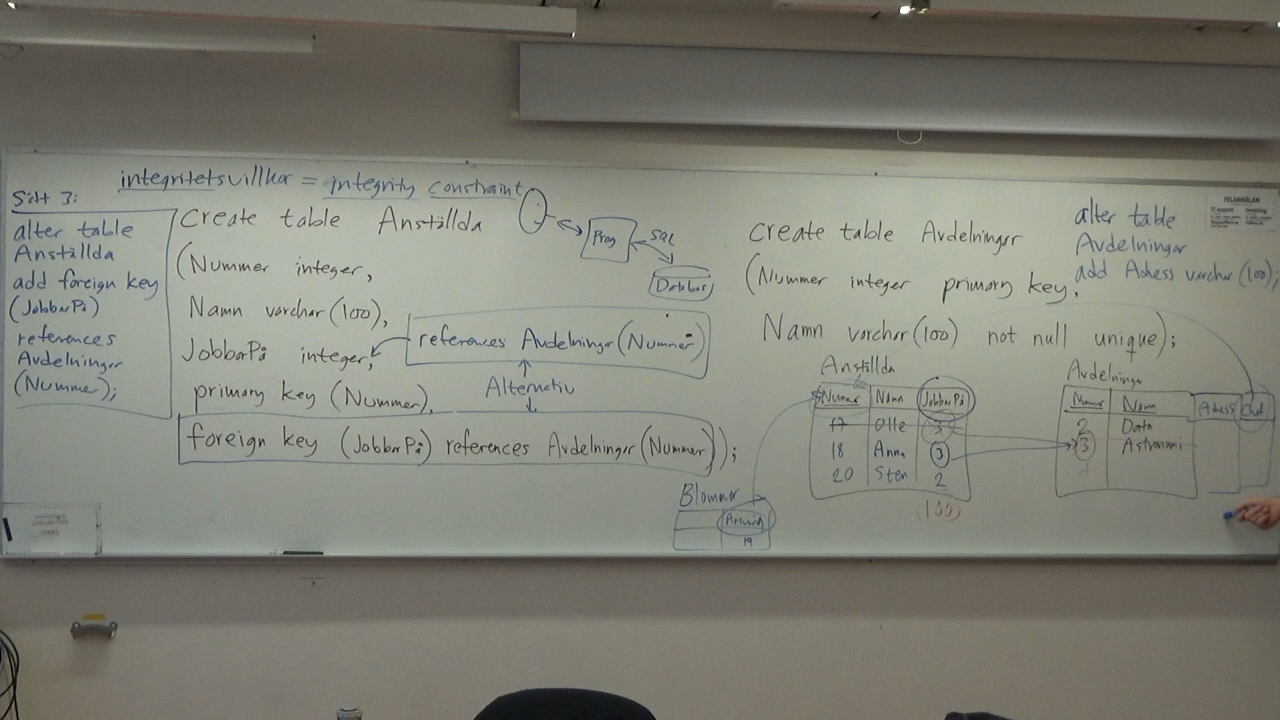 integritetsvillkor = integrity constraint
Sätt 3:
alter table
Anställda
add foreign key
(JobbarPå)
references
Avdelningar
(Nummer);
create table Anställda
(Nummer integer,
Namn varchar(100),
JobbarPå integer,
primary key (Nummer),
foreign key (JobbarPå) references Avdelningar (Nummer));
references Avdelningar (Nummer)
Alternativ
Prog
SQL
create table Avdelningar
(Nummer integer primary key,
Namn varchar(100) not null unique);
alter table
Avdelningar
add Adress varchar(100);
Anställda
Nummer Namn JobbarPå
17 Olle 3
18 Anna 3
20 Sten 2
(100)
Avdelningar
Nummer Namn Adress Chef
2 Data
3 Astronomi
Blommor
Ansvarig
19
FELANMÄLAN